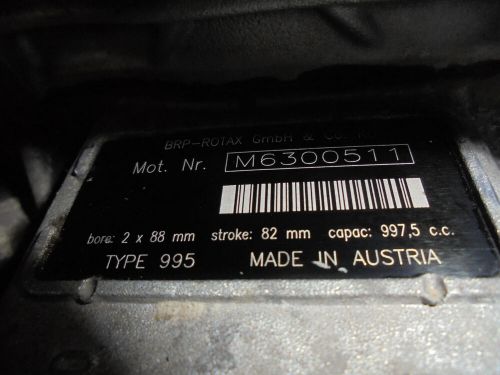 BRP-ROTAX GmbH & Co.
Mot. Nr. M6300511
bore: 2 x 88 mm stroke: 82 mm capac: 997,5 c.c.
TYPE 995 MADE IN AUSTRIA